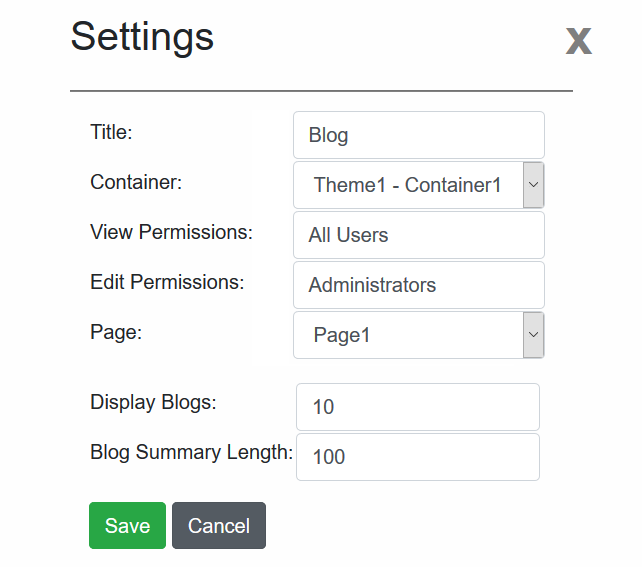 Settings X
Title: Blog
Container: Theme1 - Container1
View Permissions: All Users
Edit Permissions: Administrators
Page: Page1
Display Blogs: 10
Blog Summary Length: 100
Save Cancel